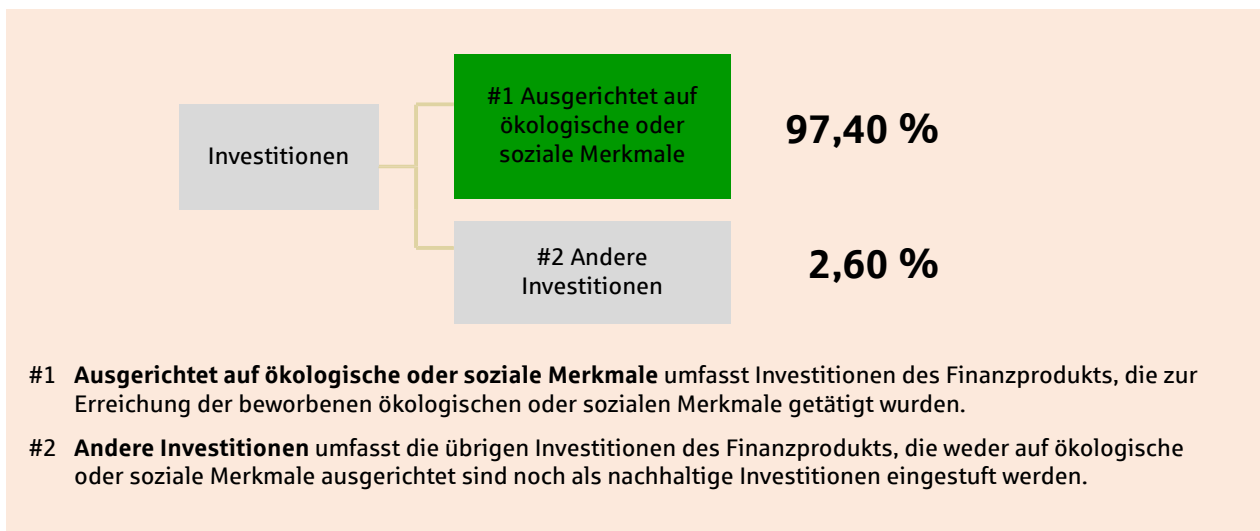 #1 Ausgerichtet auf
ökologische oder
soziale Merkmale
97,40 %
Investitionen
#2 Andere
Investitionen
2,60 %
#1 Ausgerichtet auf ökologische oder soziale Merkmale umfasst Investitionen des Finanzprodukts, die zur
Erreichung der beworbenen ökologischen oder sozialen Merkmale getätigt wurden.
#2 Andere Investitionen umfasst die übrigen Investitionen des Finanzprodukts, die weder auf ökologische
oder soziale Merkmale ausgerichtet sind noch als nachhaltige Investitionen eingestuft werden.